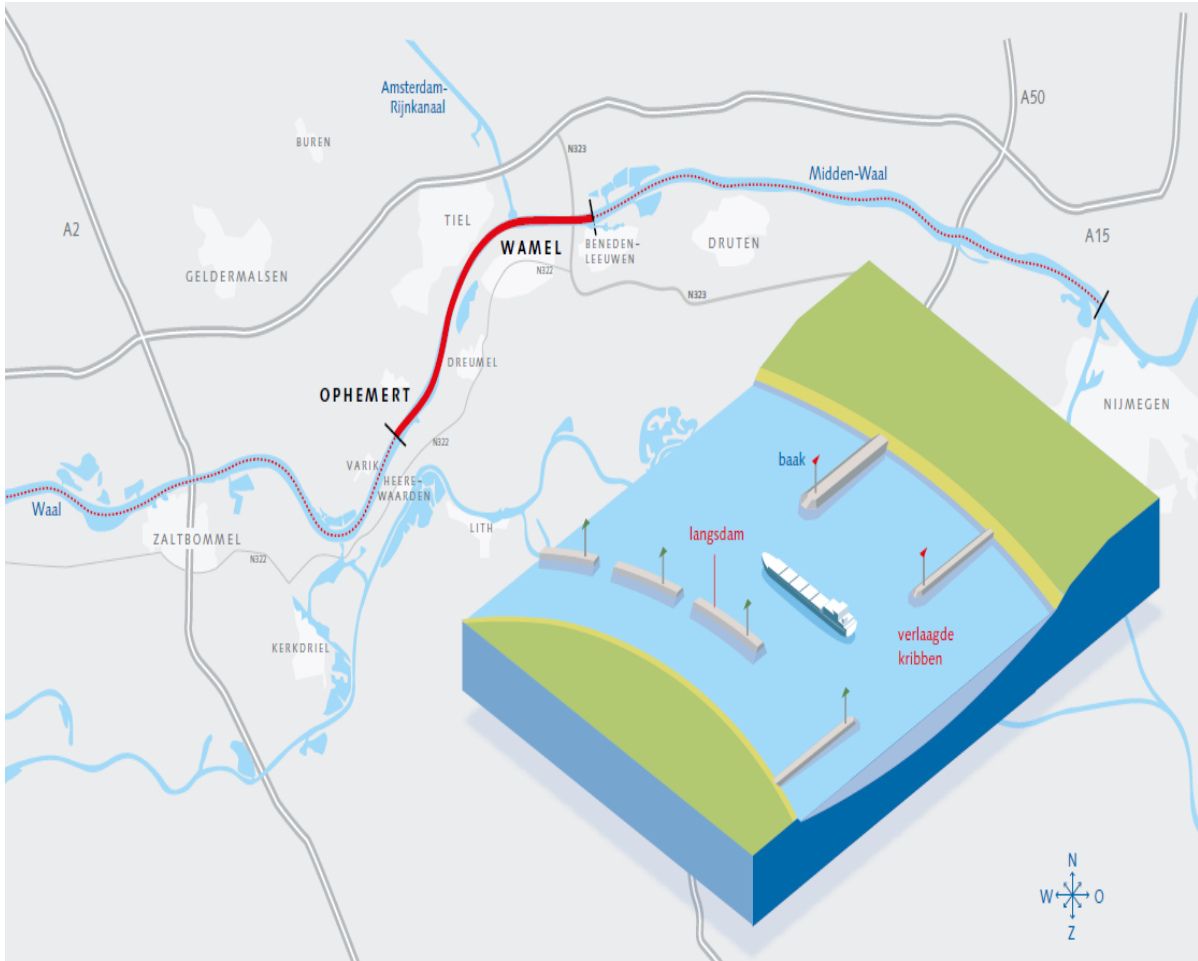 Amsterdam-
Rijnkanaal
A50
BUREN
N323
Midden-Waal
A2
TIEL
WAMEL
BENEDEN-
LEEUWEN
DRUTEN
A15
GELDERMALSEN
N322
N323
DREUMEL
OPHEMERT
NIJMEGEN
N322
VARIK
HEERE-
WAARDEN
baak
Waal
LITH
ZALTBOMMEL
langsdam
N322
verlaagde
kribben
KERKDRIEL
N
W
O
Z